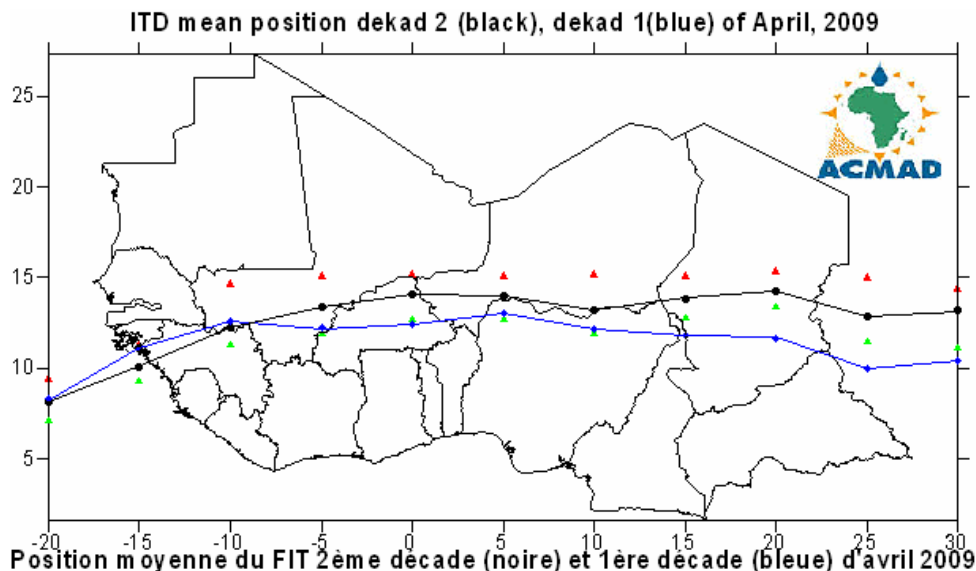 ITD mean position dekad 2 (black), dekad 1(blue) of April, 2009
25
20
15
10
5
ACMAD
-20 -15 -10 -5 0 5 10 15 20 25 30
Position moyenne du FIT 2ème décade (noire) et 1ère décade (bleue) d'avril 2009